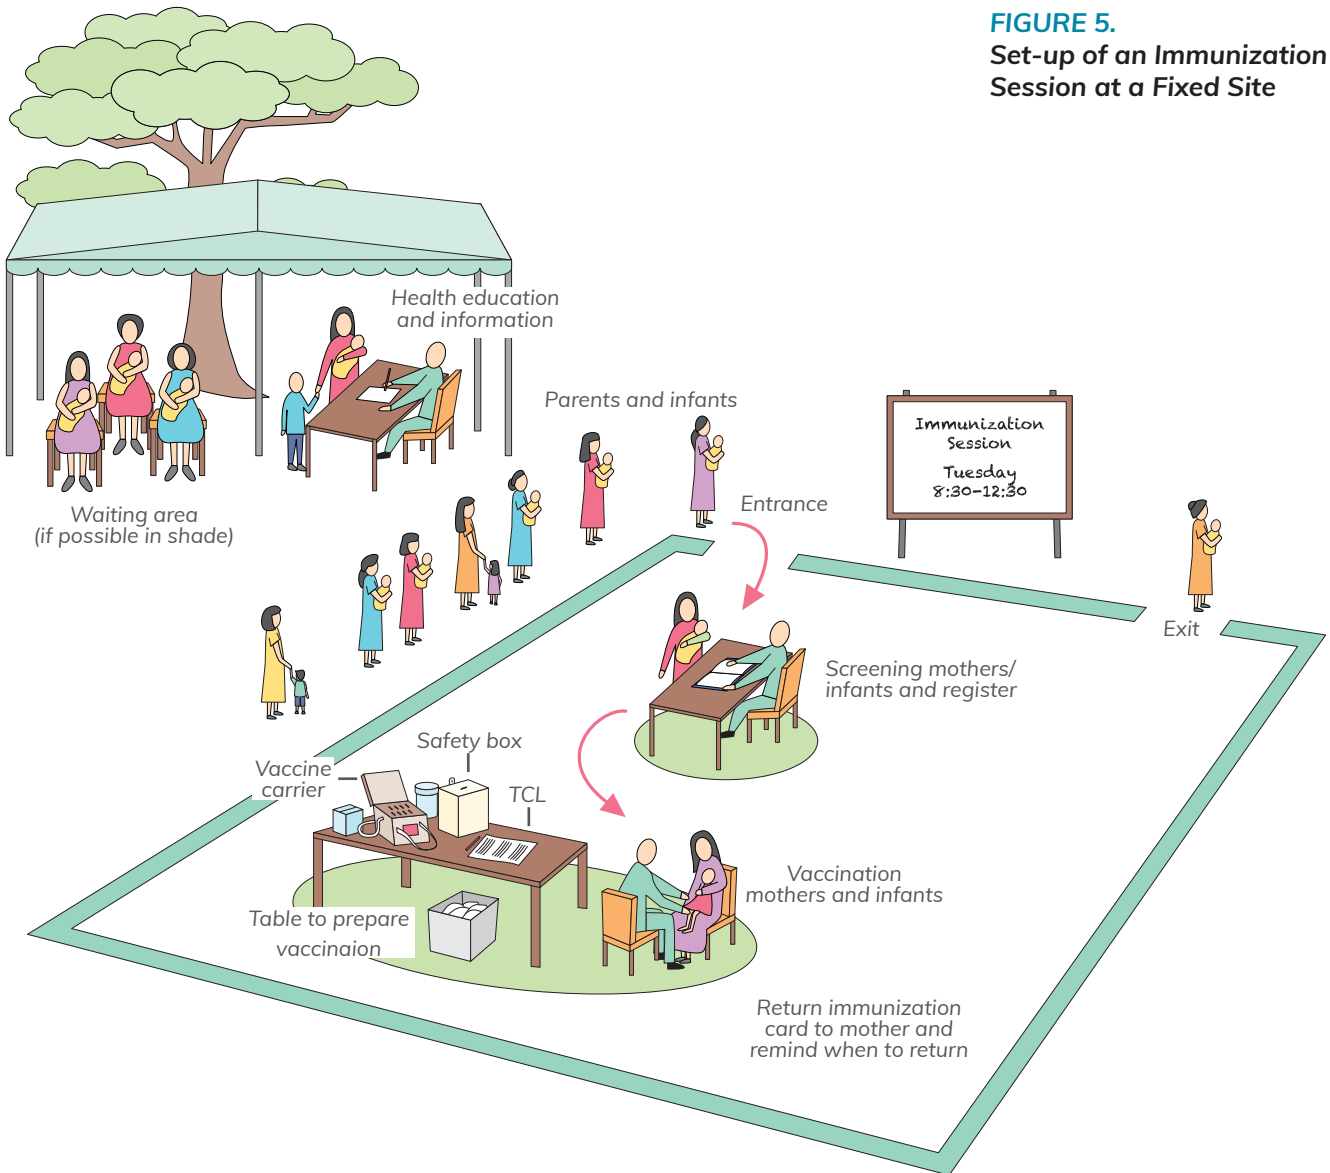 FIGURE 5.
Set-up of an Immunization
Session at a Fixed Site
Health education
and information
Parents and infants
Immunization
Session
Tuesday
8:30-12:30
Waiting area
(if possible in shade)
Entrance
Exit
Screening mothers/
infants and register
Safety box
Vaccine
carrier
TCL
Vaccination
mothers and infants
Table to prepare
vaccinaion
Return immunization
card to mother and
remind when to return